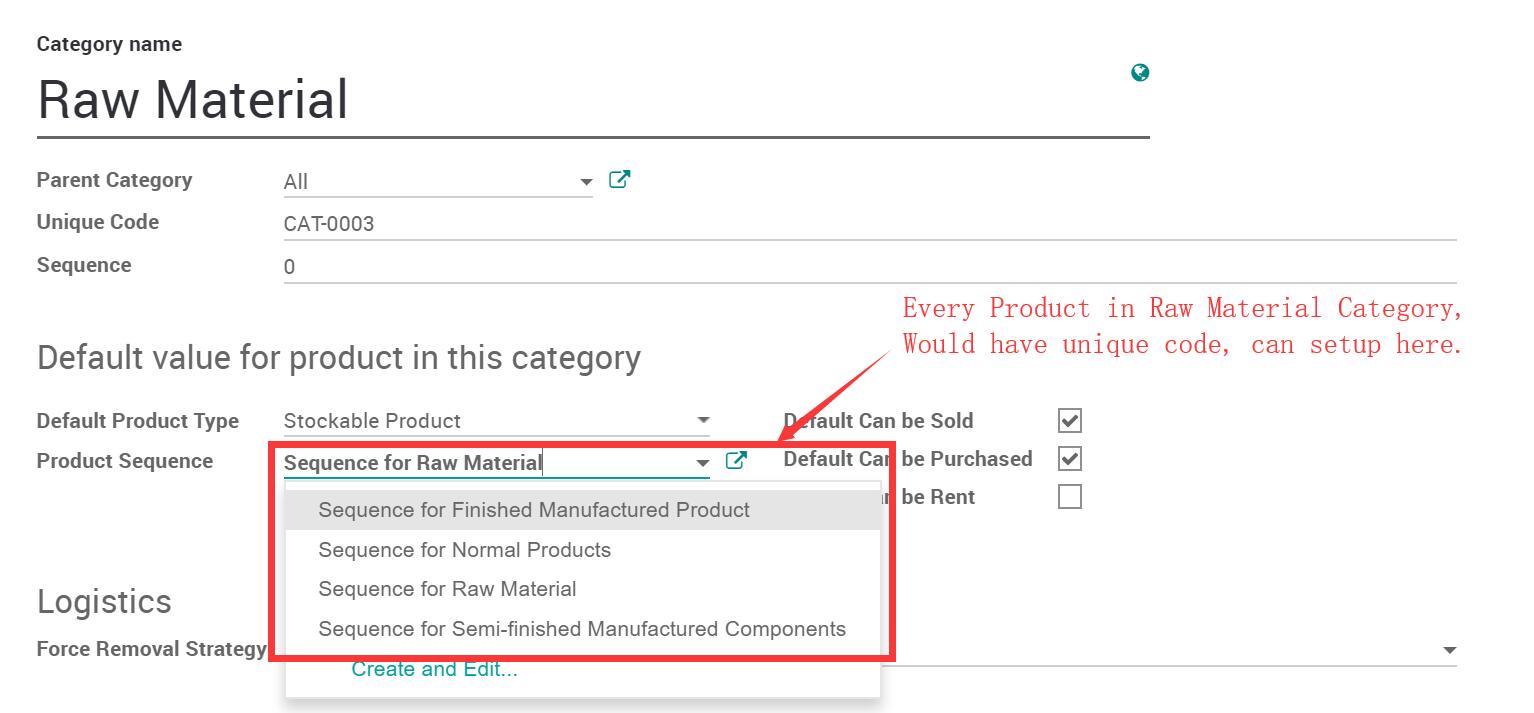 Category name
Raw Material
Parent Category All
Unique Code CAT-0003
Sequence 0
Every Product in Raw Material Category,
Would have unique code, can setup here.
Default value for product in this category
Default Product Type Stockable Product Default Can be Sold
Product Sequence Sequence for Raw Material Default Can be Purchased
n be Rent
Sequence for Finished Manufactured Product
Sequence for Normal Products
Sequence for Raw Material
Sequence for Semi-finished Manufactured Components
Create and Edit...
Logistics
Force Removal Strategy